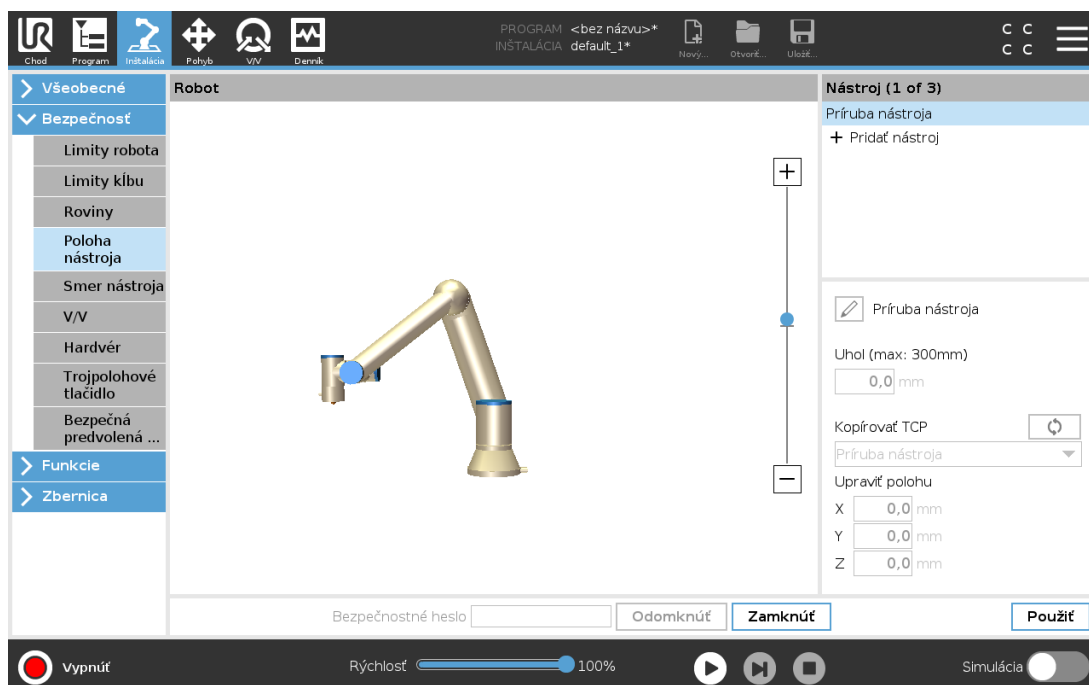 UR
PROGRAM <bez názvu>*
INŠTALÁCIA default_1*
Chod
Program
Inštalácia
Pohyb
V/V
Denník
Nový...
Otvoriť...
Uložiť...
C C
C C
Všeobecné
Bezpečnosť
Limity robota
Limity kĺbu
Roviny
Poloha
nástroja
Smer nástroja
V/V
Hardvér
Trojpolohové
tlačidlo
Bezpečná
predvolená ...
Funkcie
Zbernica
Robot
Nástroj (1 of 3)
Príruba nástroja
+ Pridať nástroj
Príruba nástroja
Uhol (max: 300mm)
0,0 mm
Kopírovať TCP
Príruba nástroja
Upraviť polohu
X 0,0 mm
Y 0,0 mm
Z 0,0 mm
Bezpečnostné heslo
Odomknúť
Zamknúť
Použiť
Vypnúť
Rýchlosť
100%
Simulácia